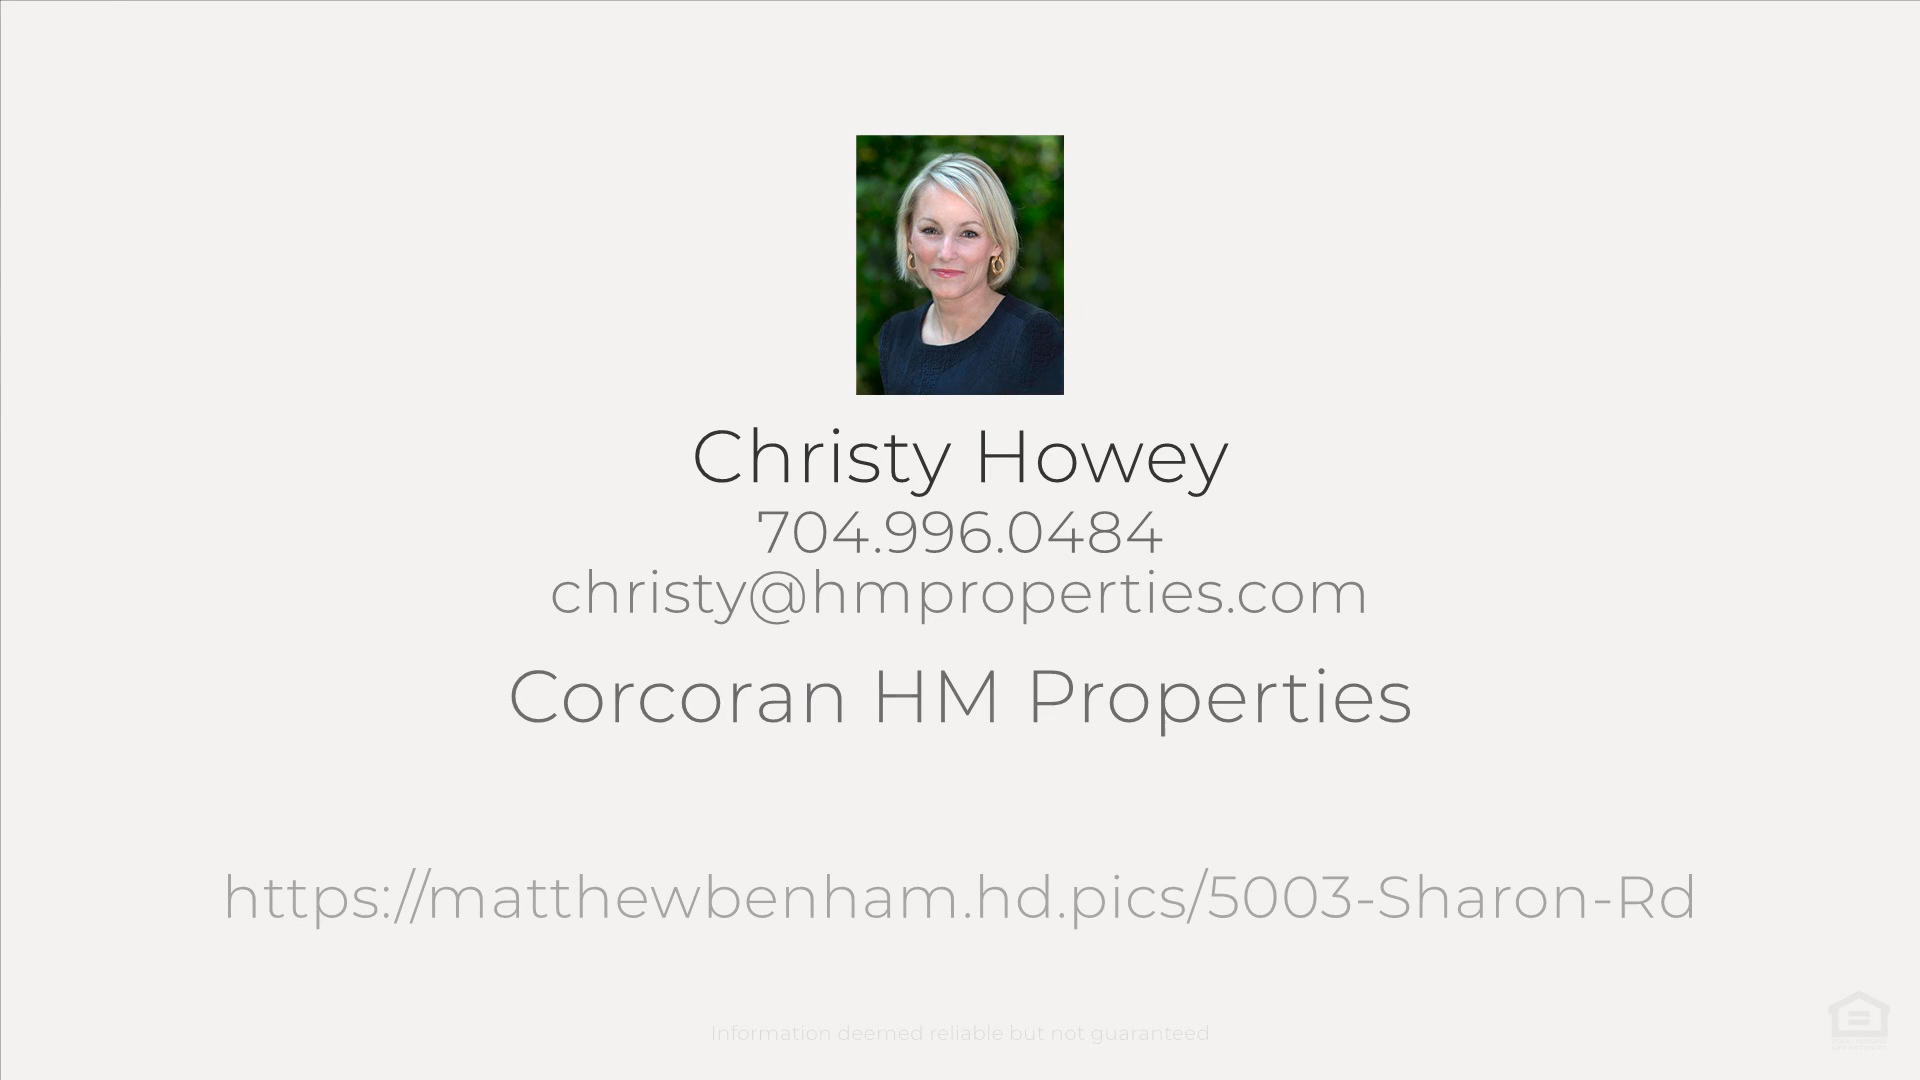 Christy Howey
704.996.0484
christy@hmproperties.com
Corcoran HM Properties
https://matthewbenham.hd.pics/5003-Sharon-Rd
Information deemed reliable but not guaranteed